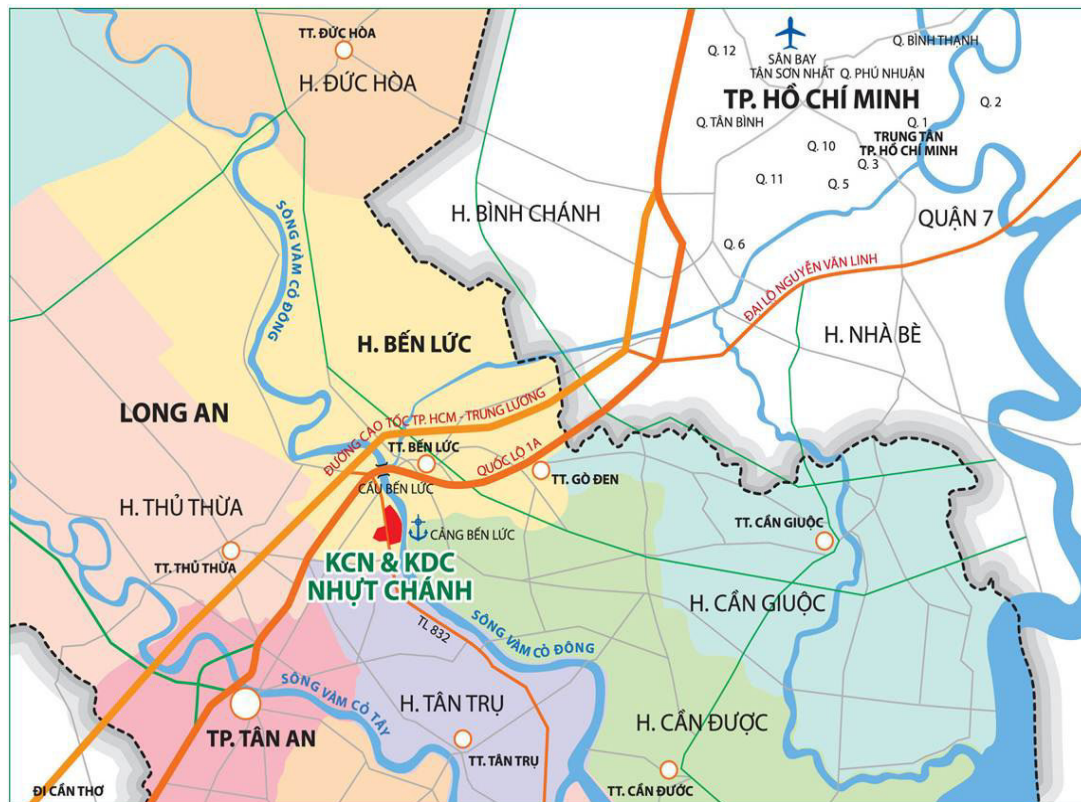 TT. ĐỨC HÒA
H. ĐỨC HÒA
Q. 12
SÂN BAY
TÂN SƠN NHẤT
Q. PHÚ NHUẬN
Q. BÌNH THẠNH
TP. HỒ CHÍ MINH
Q. 2
Q. TÂN BÌNH
Q. 1
TRUNG TÂN
TP. HỒ CHÍ MINH
Q. 10
Q. 3
Q. 11
Q. 5
H. BÌNH CHÁNH
QUẬN 7
Q. 6
SÔNG VÀM CỎ ĐÔNG
ĐẠI LỘ NGUYỄN VĂN LINH
H. NHÀ BÈ
H. BẾN LỨC
LONG AN
ĐƯỜNG CAO TỐC TP. HCM - TRUNG LƯƠNG
TT. BẾN LỨC
QUỐC LỘ 1A
TT. GÒ ĐEN
CẦU BẾN LỨC
H. THỦ THỪA
CẢNG BẾN LỨC
TT. CẦN GIUỘC
TT. THỦ THỪA
KCN & KDC
NHỰT CHÁNH
H. CẦN GIUỘC
TL 832
SÔNG VÀM CỎ ĐÔNG
SÔNG VÀM CỎ TÂY
H. TÂN TRỤ
H. CẦN ĐƯỢC
TP. TÂN AN
TT. TÂN TRỤ
TT. CẦN ĐƯỚC
ĐI CẦN THƠ